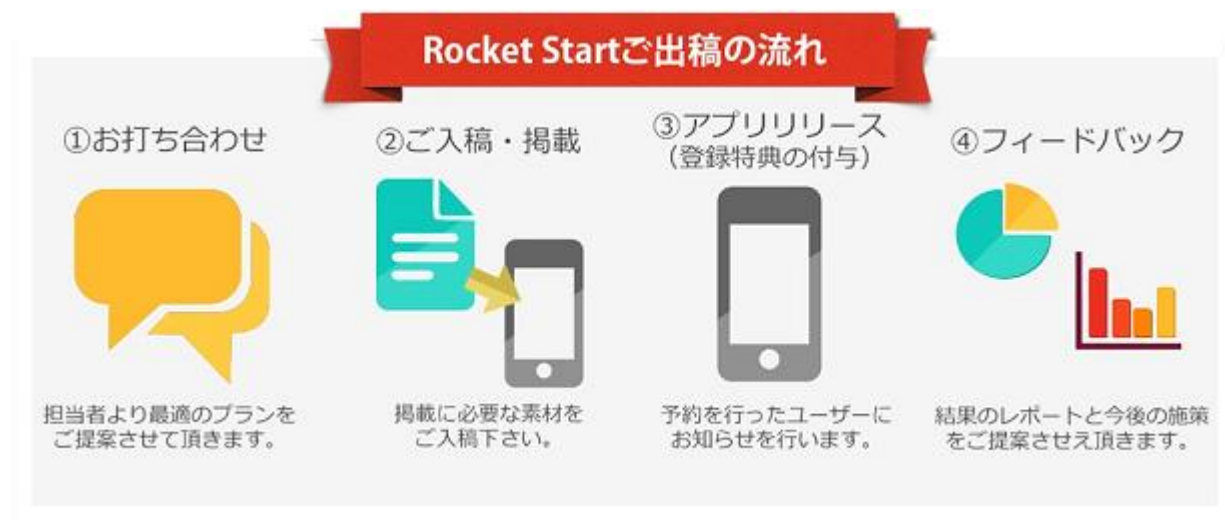 Rocket Startご出稿の流れ
①お打ち合わせ
担当者より最適のプランを
ご提案させて頂きます。
②ご入稿・掲載
掲載に必要な素材を
ご入稿下さい。
③アプリリリース
（登録特典の付与）
予約を行ったユーザーに
お知らせを行います。
④フィードバック
結果のレポートと今後の施策
をご提案させえ頂きます。